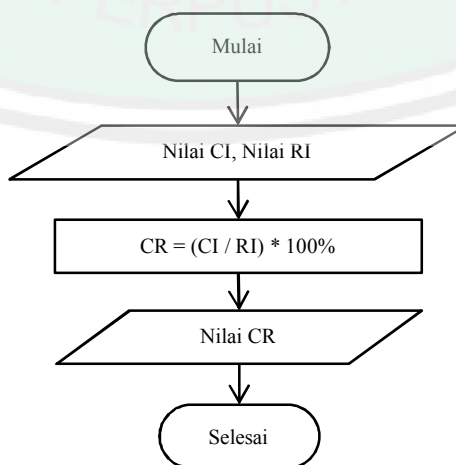 Mulai
Nilai CI, Nilai RI
CR = (CI / RI) * 100%
Nilai CR
Selesai